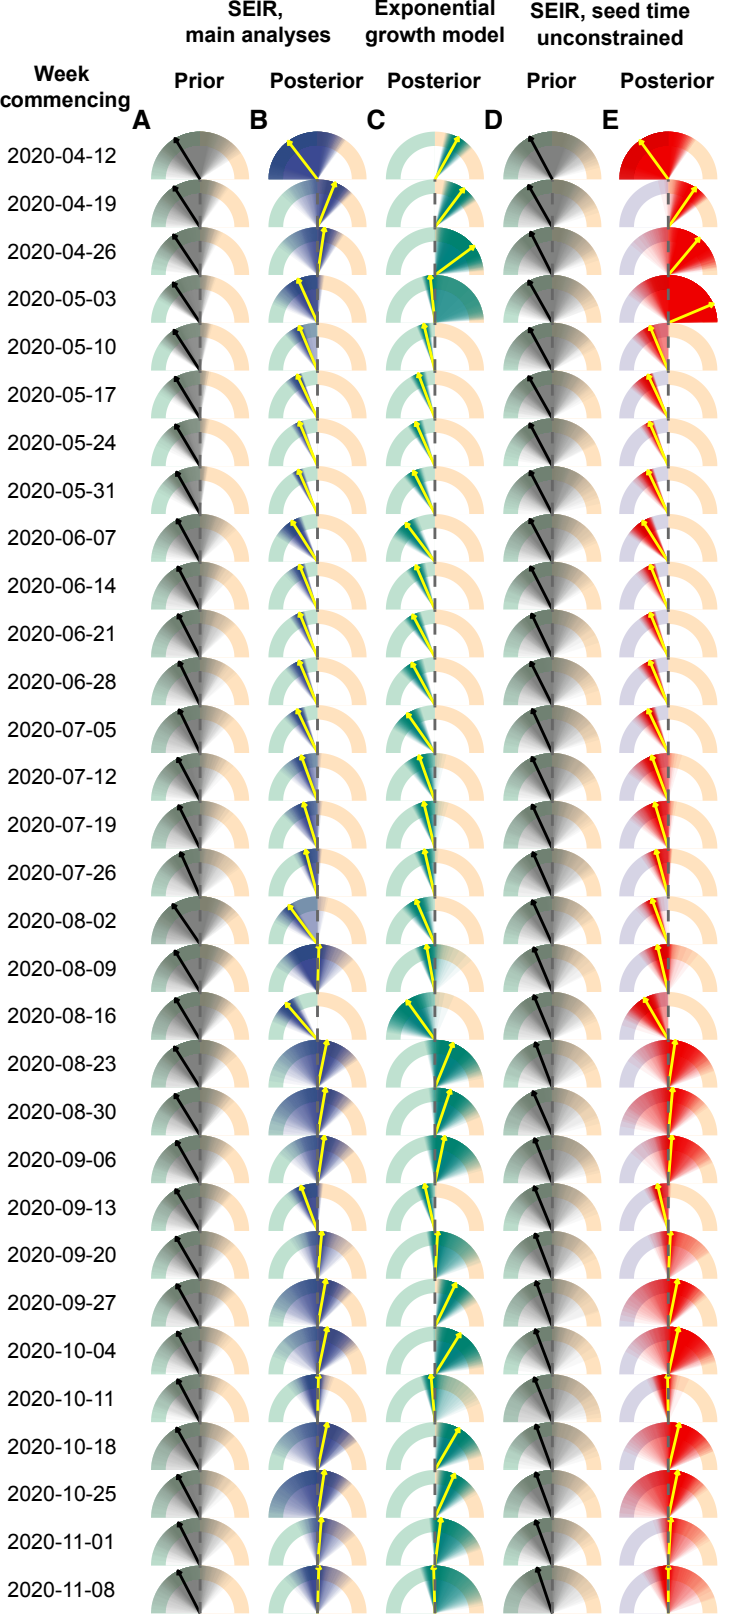 SEIR,
main analyses
Exponential
growth model
SEIR, seed time
unconstrained
Week
commencing
Prior
Posterior
Posterior
Prior
Posterior
A
B
C
D
E
2020-04-12
2020-04-19
2020-04-26
2020-05-03
2020-05-10
2020-05-17
2020-05-24
2020-05-31
2020-06-07
2020-06-14
2020-06-21
2020-06-28
2020-07-05
2020-07-12
2020-07-19
2020-07-26
2020-08-02
2020-08-09
2020-08-16
2020-08-23
2020-08-30
2020-09-06
2020-09-13
2020-09-20
2020-09-27
2020-10-04
2020-10-11
2020-10-18
2020-10-25
2020-11-01
2020-11-08